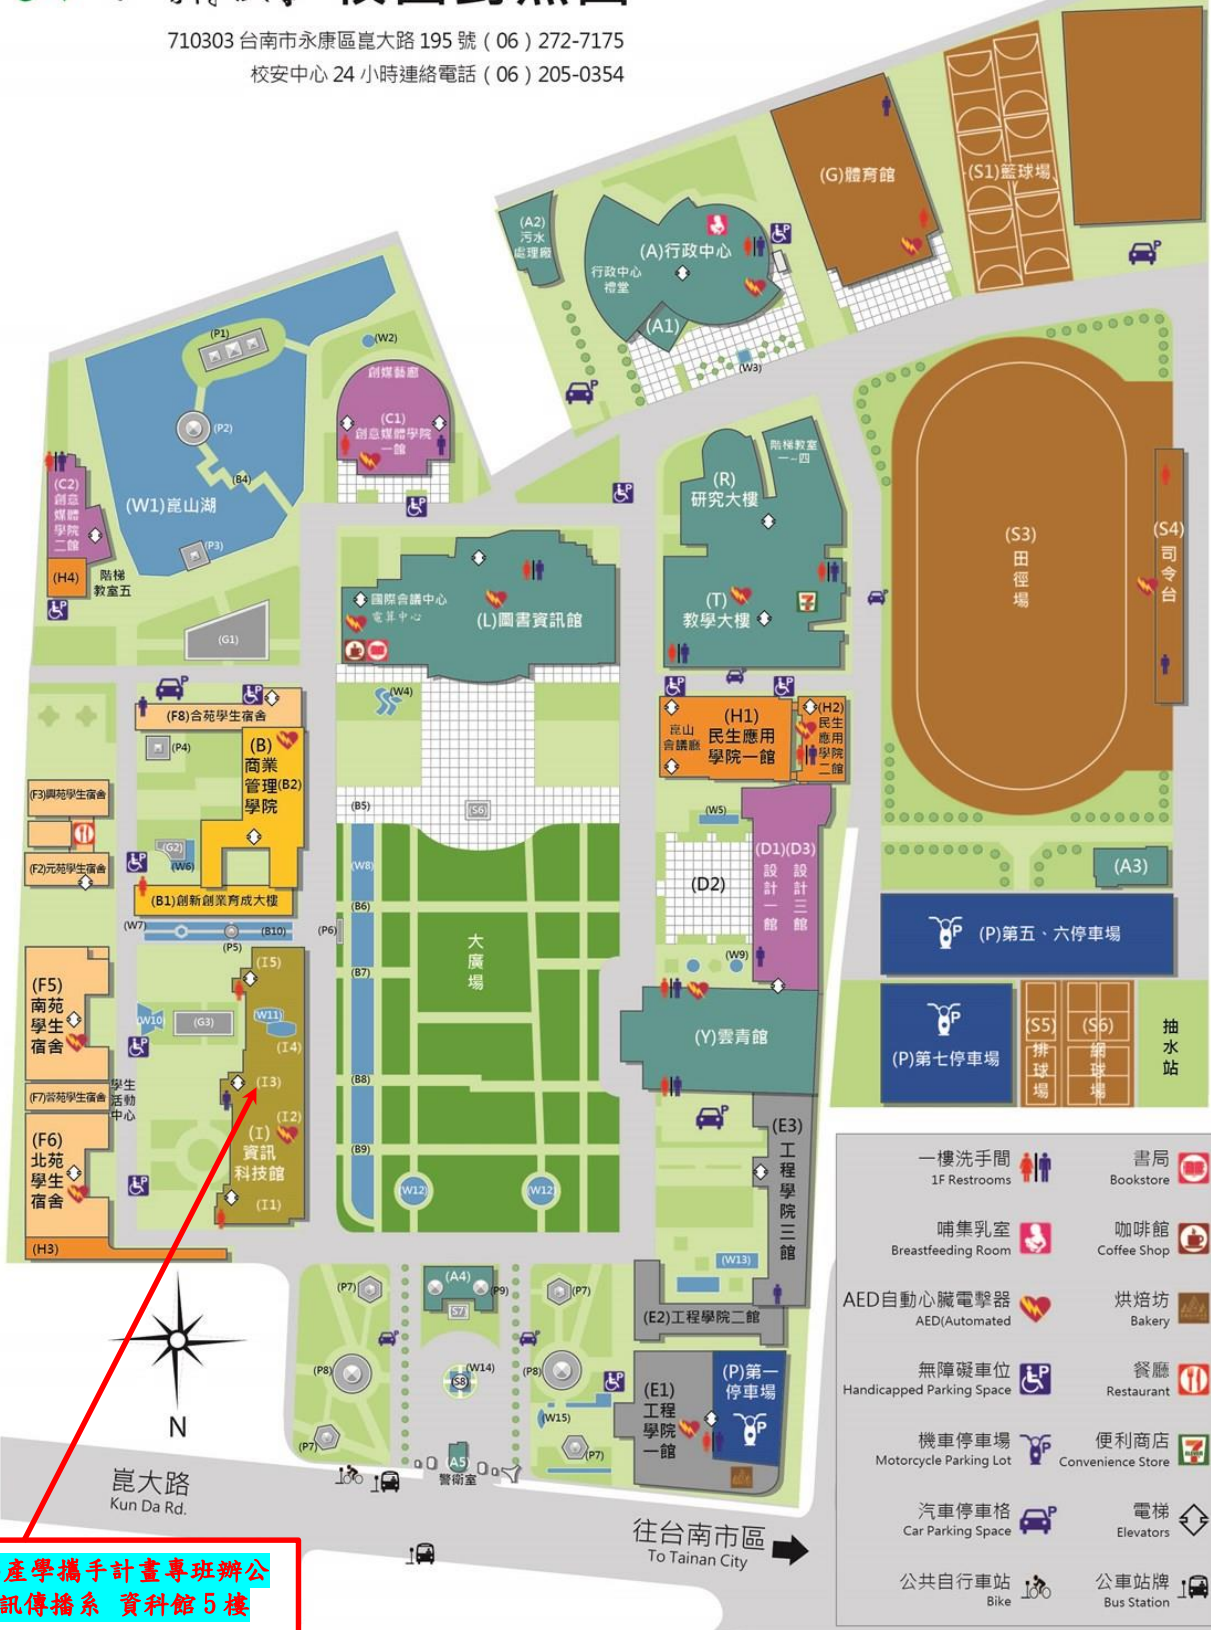 710303 台南市永康區崑大路 195 號 ( 06 ) 272-7175
校安中心 24 小時連絡電話 ( 06 ) 205-0354
(G)體育館
(S1)籃球場
(A2)
污水
處理廠
(A)行政中心
行政中心
禮堂
(A1)
(W3)
(P1)
(W2)
創媒藝廊
(C1)
創意媒體學院
一館
(P2)
(B4)
(W1)崑山湖
(P3)
(C2)
創意
媒體
學院
二館
(H4)
階梯
教室五
(G1)
階梯教室
一~四
(R)
研究大樓
(T)
教學大樓
(S3)
田徑場
(S4)
司令台
國際會議中心
電算中心
(L)圖書資訊館
(W4)
(F8)合苑學生宿舍
(P4)
(B)
商業
管理(B2)
學院
(F3)興苑學生宿舍
(F2)元苑學生宿舍
(G2)
(W6)
(B1)創新創業育成大樓
(W7)
(P5)
(B10)
(P6)
崑山
會議廳
(H1)
民生應用
學院一館
(H2)
民生
應用
學院
二館
(B5)
S6
(W5)
(W8)
(D2)
(D1)(D3)
設計一館
設計三館
(A3)
(B6)
(P)第五、六停車場
大廣場
(B7)
(W9)
(F5)
南苑
學生
宿舍
(I5)
(W10)
(G3)
(W11)
(I4)
(Y)雲青館
(P)第七停車場
(S5)
排球場
(S6)
網球場
抽水站
(I3)
(B8)
(F7)蓉苑學生宿舍
學生
活動
中心
(I2)
(I)
資訊
科技館
(I1)
(E3)
工程學院三館
(F6)
北苑
學生
宿舍
(B9)
(W12)
(W12)
(H3)
(W13)
(A4)
(P7)
(P9)
(P7)
S7
(E2)工程學院二館
(W14)
(P8)
(S8)
(P8)
(E1)
工程
學院
一館
(P)第一
停車場
(W15)
(P7)
(P7)
(A5)
警衛室
N
崑大路
Kun Da Rd.
往台南市區
To Tainan City
一樓洗手間
1F Restrooms
書局
Bookstore
哺集乳室
Breastfeeding Room
咖啡館
Coffee Shop
AED自動心臟電擊器
AED(Automated
烘焙坊
Bakery
無障礙車位
Handicapped Parking Space
餐廳
Restaurant
機車停車場
Motorcycle Parking Lot
便利商店
Convenience Store
汽車停車格
Car Parking Space
電梯
Elevators
公共自行車站
Bike
公車站牌
Bus Station
產學攜手計畫專班辦公
訊傳播系 資科館 5 樓